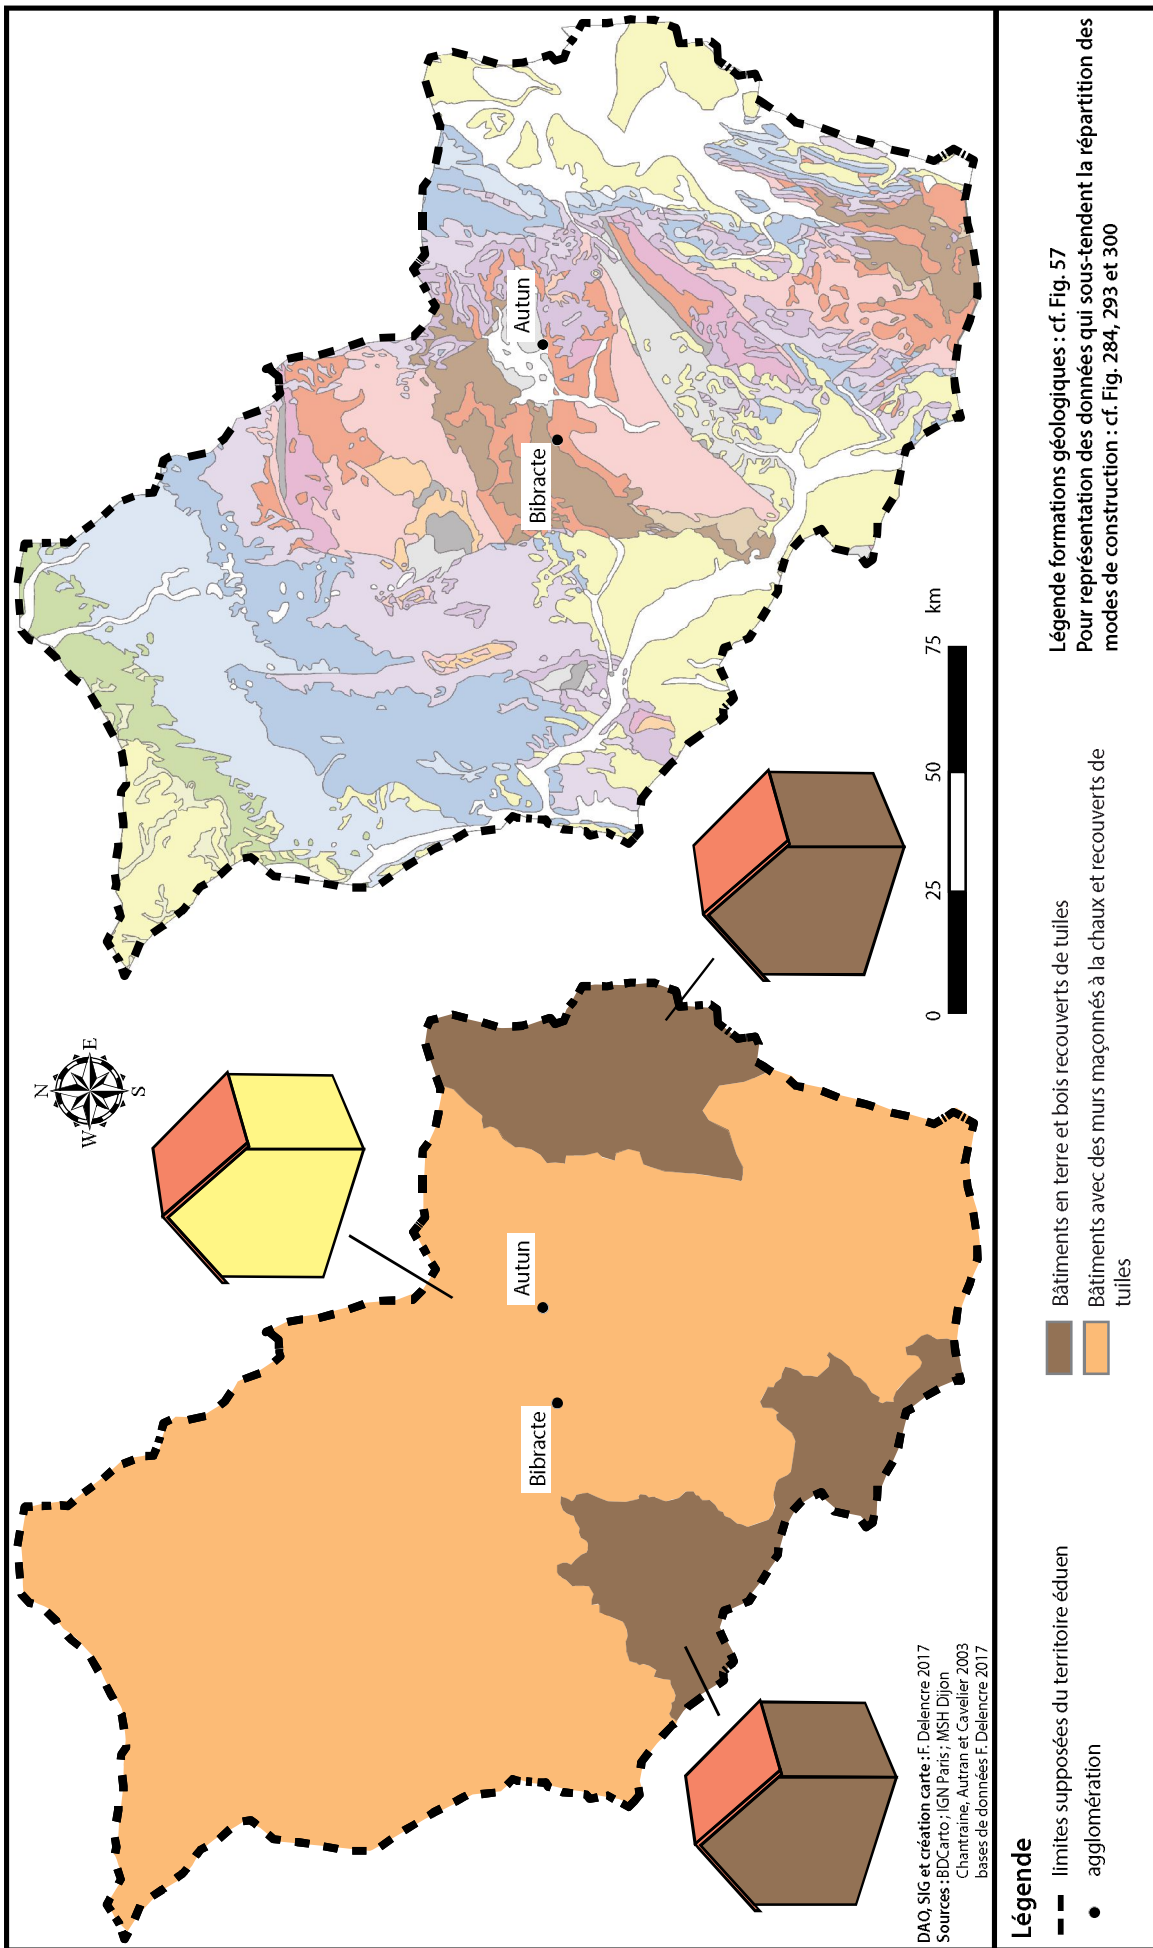 N
W
E
S
Bibracte
Autun
Bibracte
Autun
0
25
50
75
km
DAO, SIG et création carte : F. Delencre 2017
Sources : BDCarto ; IGN Paris ; MSH Dijon
Chantraine, Autran et Cavelier 2003
bases de données F. Delencre 2017
Légende
limites supposées du territoire éduen
agglomération
Bâtiments en terre et bois recouverts de tuiles
Bâtiments avec des murs maçonnés à la chaux et recouverts de
tuiles
Légende formations géologiques : cf. Fig. 57
Pour représentation des données qui sous-tendent la répartition des
modes de construction : cf. Fig. 284, 293 et 300